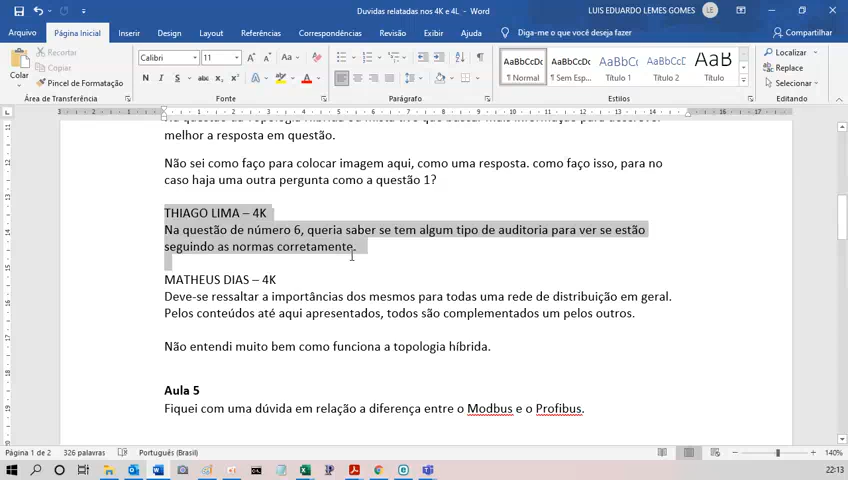 Duvidas relatadas nos 4K e 4L. - Word
LUIS EDUARDO LEMES GOMES
LE
Arquivo
Página Inicial
Inserir
Design
Layout
Referências
Correspondências
Revisão
Exibir
Ajuda
Diga-me o que você deseja fazer
Compartilhar
Colar
Recortar
Copiar
Pincel de Formatação
Área de Transferência
Calibri
11
Aa
N I S abc x₂ x²
Fonte
Parágrafo
AaBbCcDc
¶ Normal
AaBbCcDc
¶ Sem Esp...
AaBbCc
Título 1
AaBbCcD
Título 2
AaB
Título
Estilos
Localizar
Replace
Selecionar
Editando
melhor a resposta em questão.
Não sei como faço para colocar imagem aqui, como uma resposta. como faço isso, para no
caso haja uma outra pergunta como a questão 1?
THIAGO LIMA – 4K
Na questão de número 6, queria saber se tem algum tipo de auditoria para ver se estão
seguindo as normas corretamente.
MATHEUS DIAS – 4K
Deve-se ressaltar a importâncias dos mesmos para todas uma rede de distribuição em geral.
Pelos conteúdos até aqui apresentados, todos são complementados um pelos outros.
Não entendi muito bem como funciona a topologia híbrida.
Aula 5
Fiquei com uma dúvida em relação a diferença entre o Modbus e o Profibus.
Página 1 de 2
326 palavras
Português (Brasil)
140%
22:13